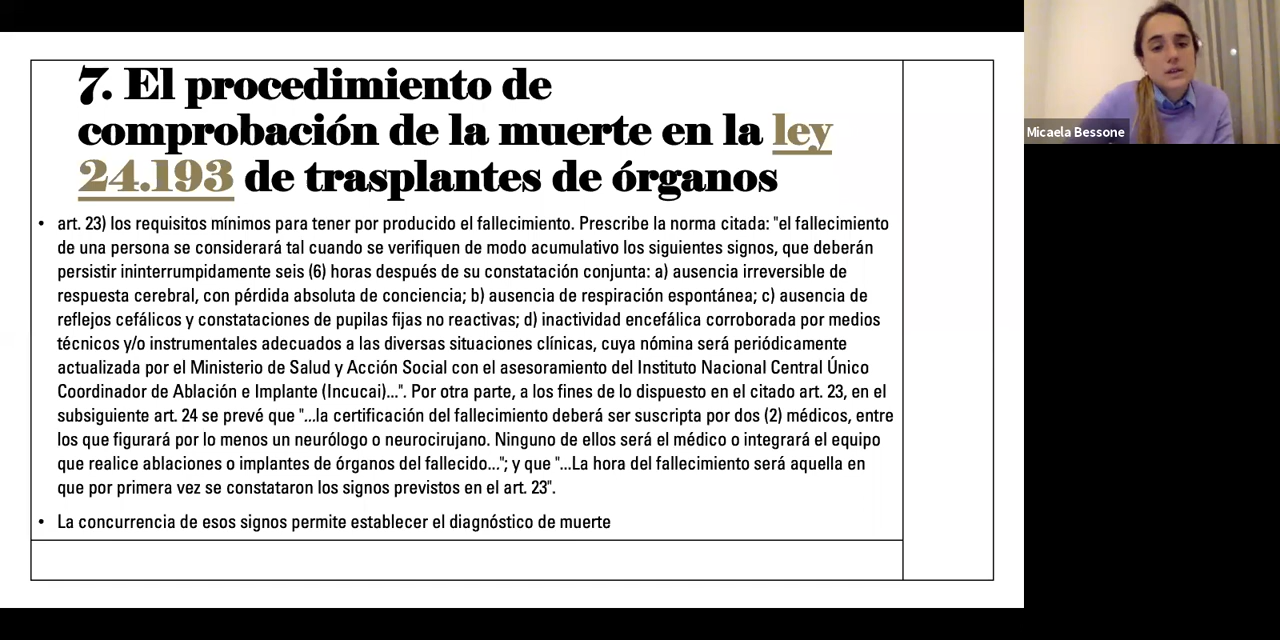 7. El procedimiento de
comprobación de la muerte en la ley
24.193 de trasplantes de órganos
• art. 23) los requisitos mínimos para tener por producido el fallecimiento. Prescribe la norma citada: "el fallecimiento
de una persona se considerará tal cuando se verifiquen de modo acumulativo los siguientes signos, que deberán
persistir ininterrumpidamente seis (6) horas después de su constatación conjunta: a) ausencia irreversible de
respuesta cerebral, con pérdida absoluta de conciencia; b) ausencia de respiración espontánea; c) ausencia de
reflejos cefálicos y constataciones de pupilas fijas no reactivas; d) inactividad encefálica corroborada por medios
técnicos y/o instrumentales adecuados a las diversas situaciones clínicas, cuya nómina será periódicamente
actualizada por el Ministerio de Salud y Acción Social con el asesoramiento del Instituto Nacional Central Único
Coordinador de Ablación e Implante (Incucai)...". Por otra parte, a los fines de lo dispuesto en el citado art. 23, en el
subsiguiente art. 24 se prevé que "...la certificación del fallecimiento deberá ser suscripta por dos (2) médicos, entre
los que figurará por lo menos un neurólogo o neurocirujano. Ninguno de ellos será el médico o integrará el equipo
que realice ablaciones o implantes de órganos del fallecido..."; y que "...La hora del fallecimiento será aquella en
que por primera vez se constataron los signos previstos en el art. 23".
• La concurrencia de esos signos permite establecer el diagnóstico de muerte
Micaela Bessone